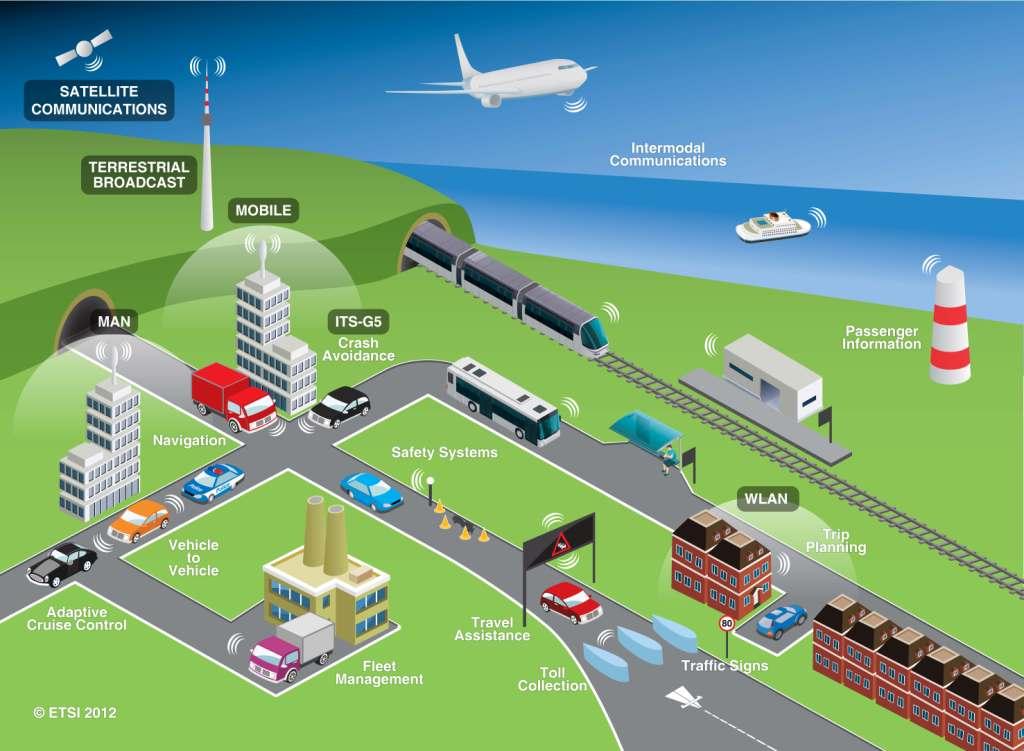 SATELLITE
COMMUNICATIONS
TERRESTRIAL
BROADCAST
Intermodal
Communications
MOBILE
MAN
ITS-G5
Crash
Avoidance
Passenger
Information
Navigation
Safety Systems
WLAN
Trip
Planning
Vehicle
to
Vehicle
Adaptive
Cruise Control
Travel
Assistance
80
Fleet
Management
Toll
Collection
Traffic Signs
© ETSI 2012